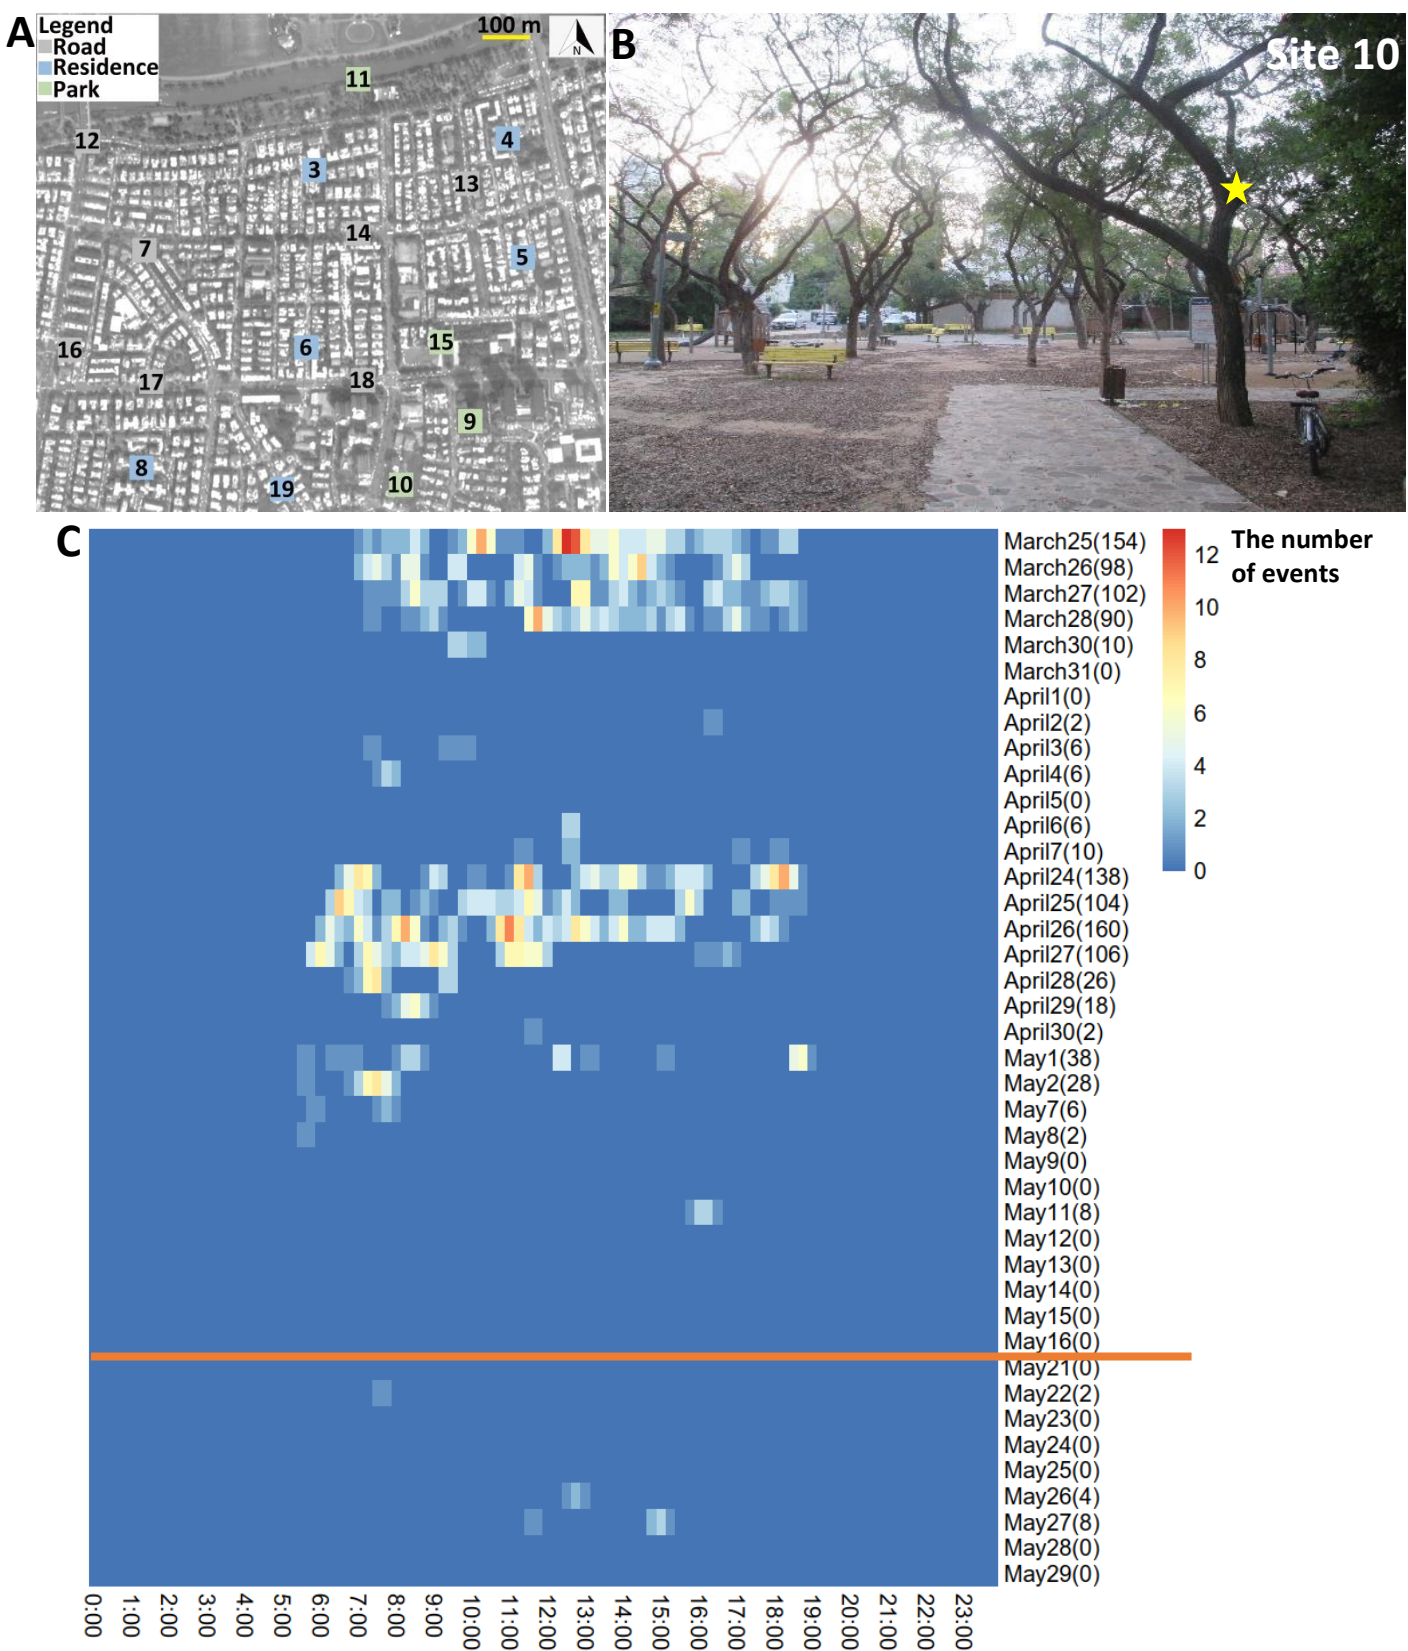 A
Legend
Road
Residence
Park
100 m
N
11
12
4
3
13
14
7
5
15
6
16
17
18
9
8
19
10
B
Site 10
C
The number
of events
12
10
8
6
4
2
0
March25(154)
March26(98)
March27(102)
March28(90)
March30(10)
March31(0)
April1(0)
April2(2)
April3(6)
April4(6)
April5(0)
April6(6)
April7(10)
April24(138)
April25(104)
April26(160)
April27(106)
April28(26)
April29(18)
April30(2)
May1(38)
May2(28)
May7(6)
May8(2)
May9(0)
May10(0)
May11(8)
May12(0)
May13(0)
May14(0)
May15(0)
May16(0)
May21(0)
May22(2)
May23(0)
May24(0)
May25(0)
May26(4)
May27(8)
May28(0)
May29(0)
0:00
1:00
2:00
3:00
4:00
5:00
6:00
7:00
8:00
9:00
10:00
11:00
12:00
13:00
14:00
15:00
16:00
17:00
18:00
19:00
20:00
21:00
22:00
23:00